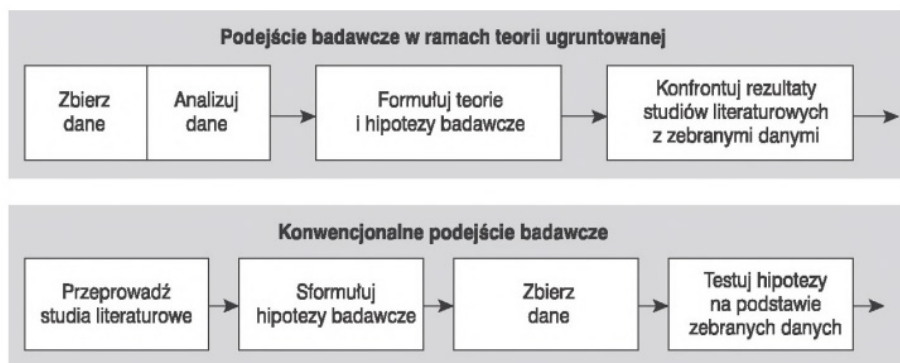 Podejście badawcze w ramach teorii ugruntowanej
Zbierz
dane
Analizuj
dane
Formułuj teorie
i hipotezy badawcze
Konfrontuj rezultaty
studiów literaturowych
z zebranymi danymi
Konwencjonalne podejście badawcze
Przeprowadź
studia literaturowe
Sformułuj
hipotezy badawcze
Zbierz
dane
Testuj hipotezy
na podstawie
zebranych danych